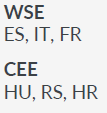 WSE
ES, IT, FR
CEE
HU, RS, HR